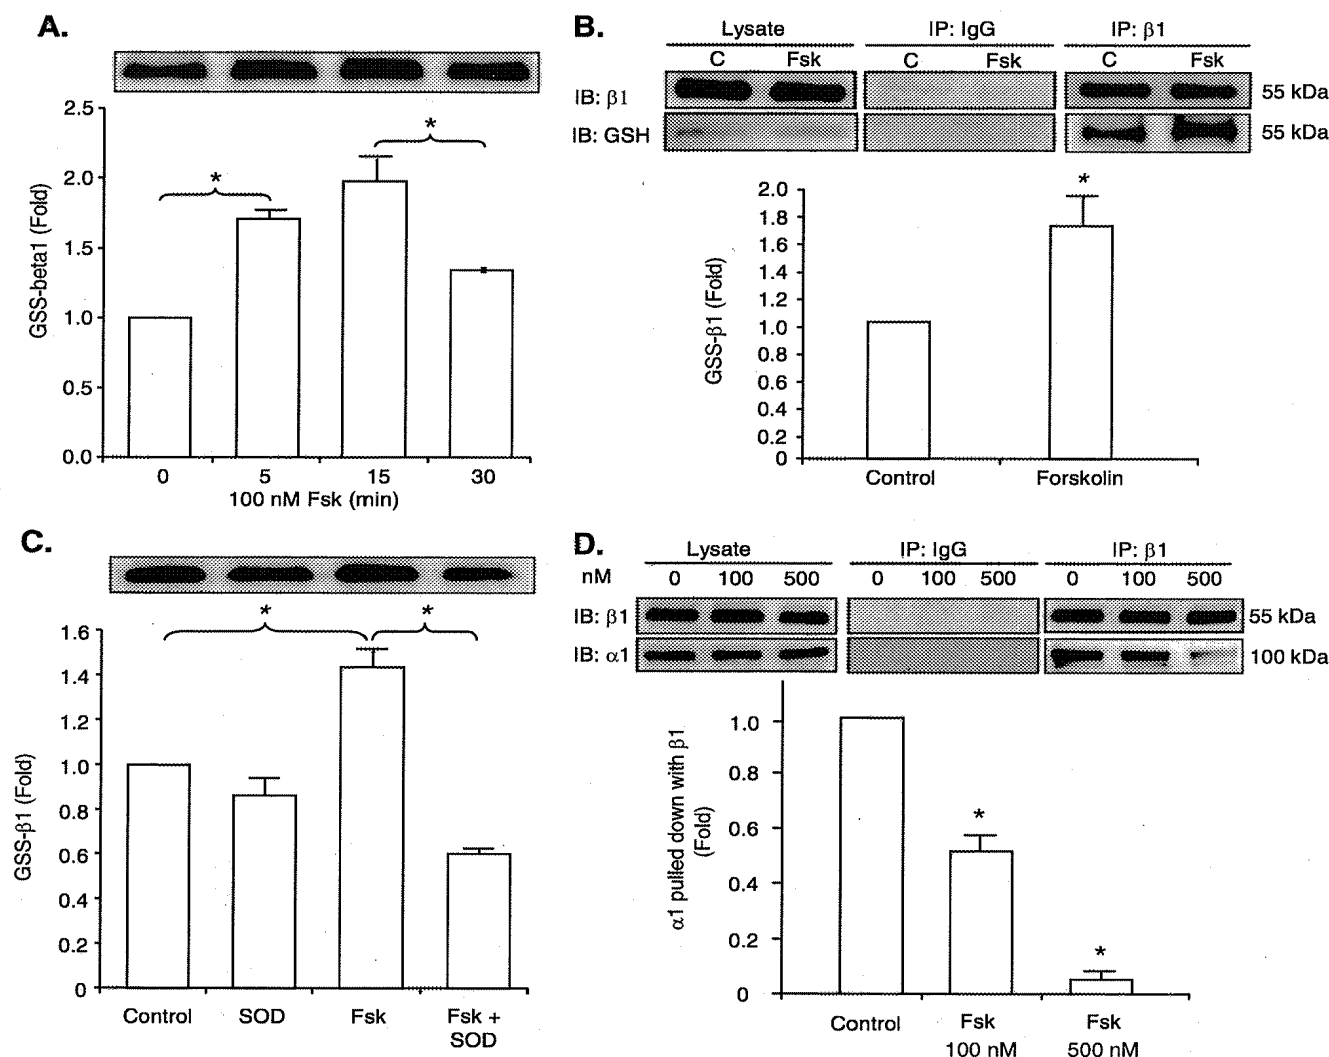 A.
2.5
2.0
1.5
1.0
0.5
0.0
GSS-beta1 (Fold)
*
*
0 5 15 30
100 nM Fsk (min)
B.
Lysate IP: IgG IP: β1
C Fsk C Fsk C Fsk
IB: β1 55 kDa
IB: GSH 55 kDa
2.0
1.8
1.6
1.4
1.2
1.0
0.8
0.6
0.4
0.2
0
GSS-β1 (Fold)
*
Control Forskolin
C.
* *
1.6
1.4
1.2
1.0
0.8
0.6
0.4
0.2
0
GSS-β1 (Fold)
Control SOD Fsk Fsk +
SOD
D.
Lysate IP: IgG IP: β1
nM 0 100 500 0 100 500 0 100 500
IB: β1 55 kDa
IB: α1 100 kDa
1.0
0.8
0.6
0.4
0.2
0
α1 pulled down with β1
(Fold)
*
*
Control Fsk Fsk
100 nM 500 nM